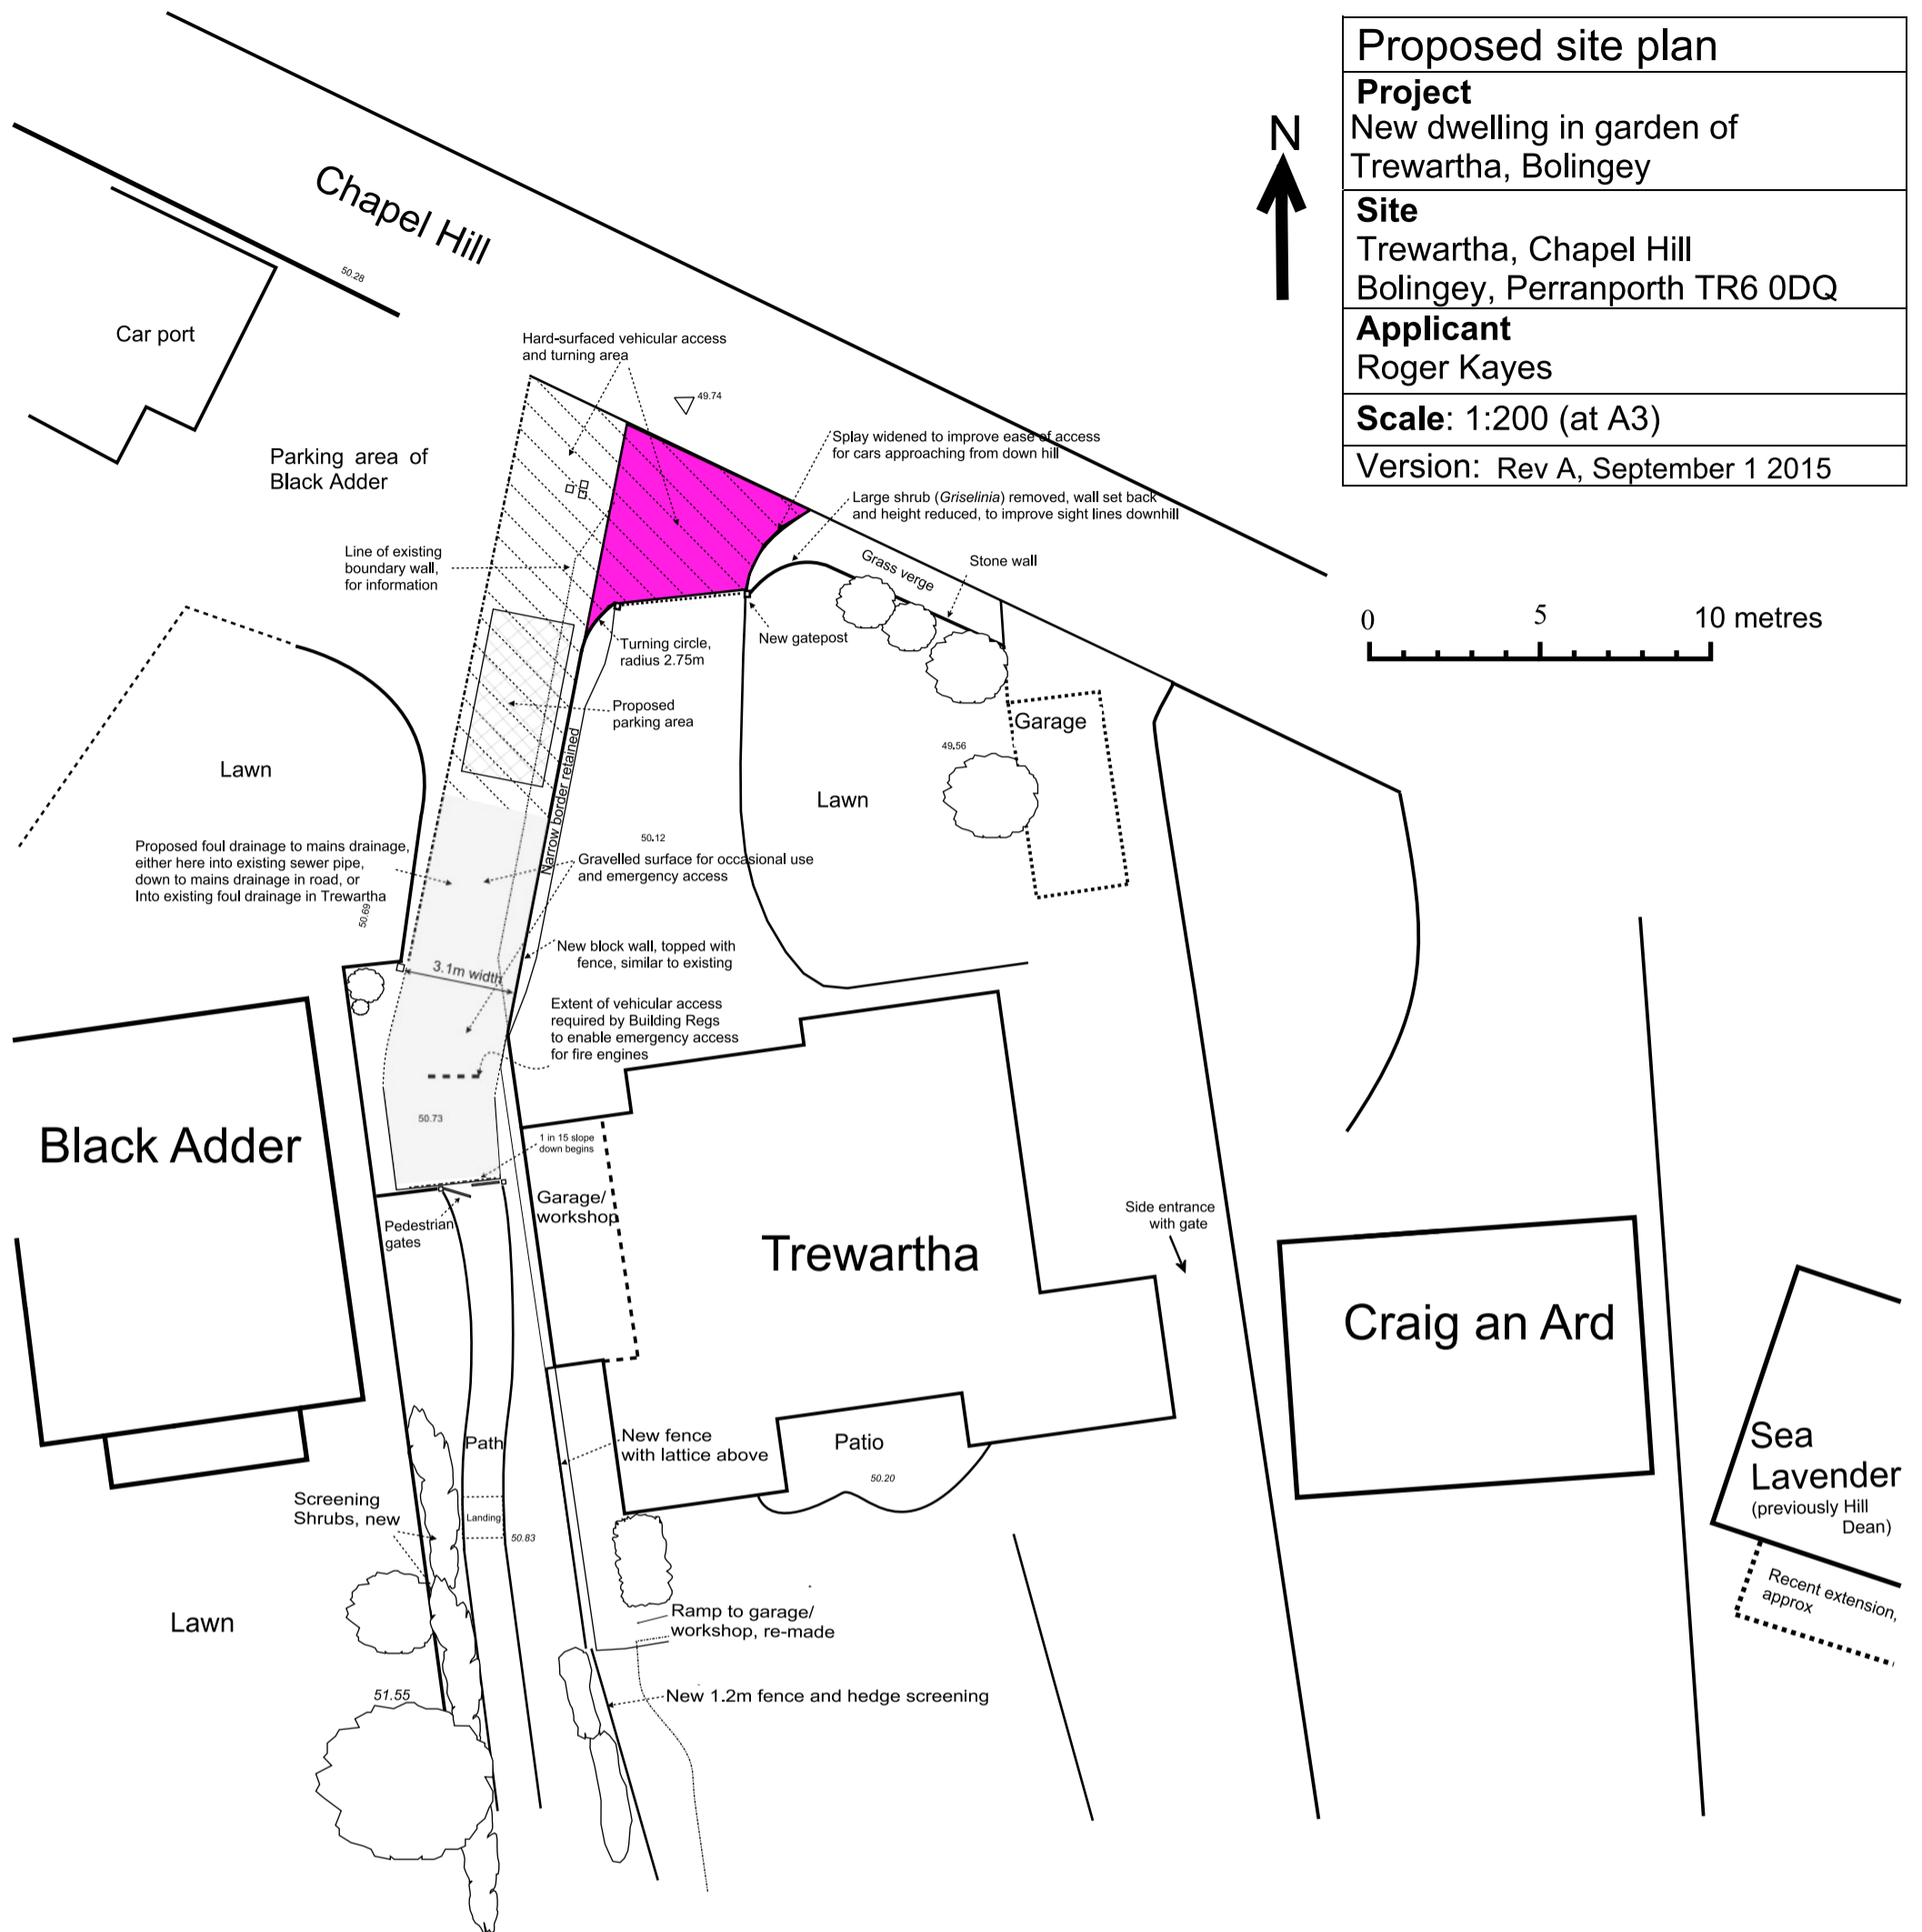 Proposed site plan
Project
New dwelling in garden of
Trewartha, Bolingey
Site
Trewartha, Chapel Hill
Bolingey, Perranporth TR6 0DQ
Applicant
Roger Kayes
Scale: 1:200 (at A3)
Version: Rev A, September 1 2015
N
0 5 10 metres
Chapel Hill
50.28
Car port
Hard-surfaced vehicular access
and turning area
49.74
Parking area of
Black Adder
Splay widened to improve ease of access
for cars approaching from down hill
Large shrub (Griselinia) removed, wall set back
and height reduced, to improve sight lines downhill
Line of existing
boundary wall,
for information
Grass verge
Stone wall
Turning circle,
radius 2.75m
New gatepost
Proposed
parking area
Garage
49.56
Lawn
Lawn
Narrow border retained
50.12
Proposed foul drainage to mains drainage,
either here into existing sewer pipe,
down to mains drainage in road, or
Into existing foul drainage in Trewartha
50.69
Gravelled surface for occasional use
and emergency access
New block wall, topped with
fence, similar to existing
3.1m width
Extent of vehicular access
required by Building Regs
to enable emergency access
for fire engines
50.73
Black Adder
1 in 15 slope
down begins
Garage/
workshop
Pedestrian
gates
Trewartha
Side entrance
with gate
Craig an Ard
Sea
Lavender
(previously Hill
Dean)
Recent extension,
approx
Path
New fence
with lattice above
Patio
50.20
Screening
Shrubs, new
Landing
50.83
Lawn
Ramp to garage/
workshop, re-made
51.55
New 1.2m fence and hedge screening